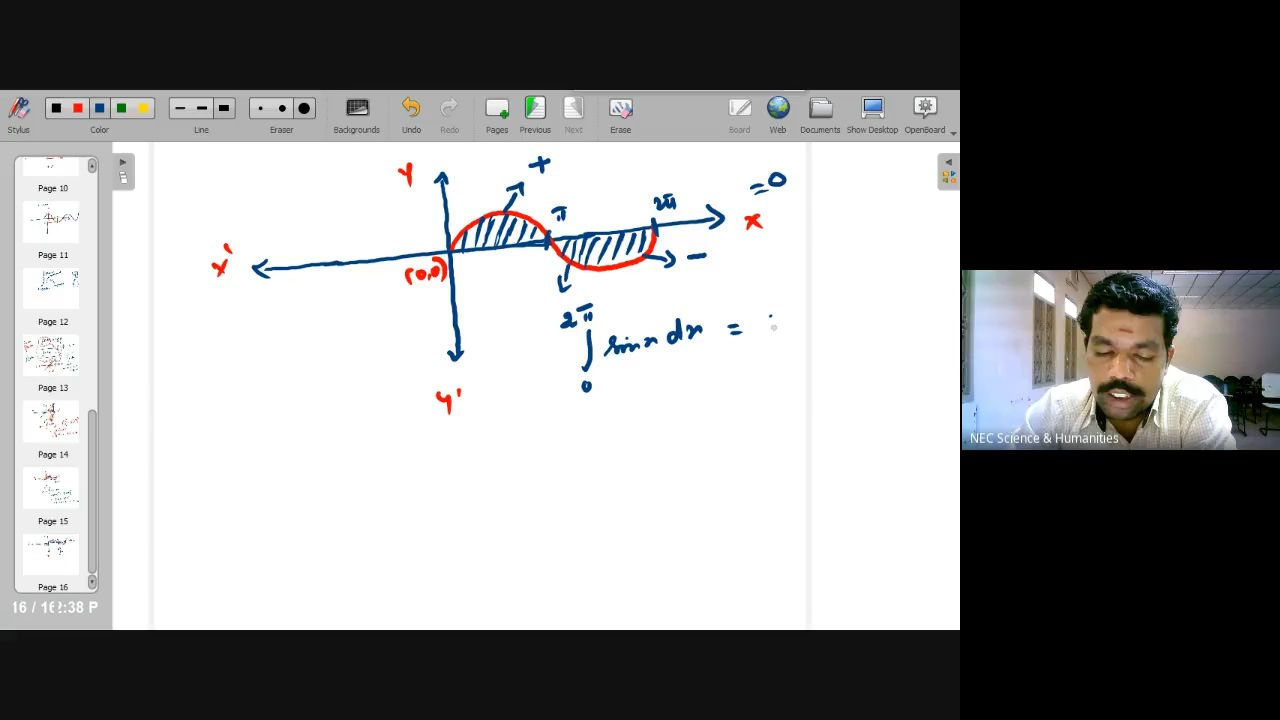 Stylus
Color
Line
Eraser
Backgrounds
Undo
Redo
Pages
Previous
Next
Erase
Board
Web
Documents
Show Desktop
OpenBoard
Page 10
Page 11
Page 12
Page 13
Page 14
Page 15
Page 16
Y
+
π
2π
= 0
X
X'
(0,0)
−
2π
∫ sin x dx =
0
Y'
NEC Science & Humanities